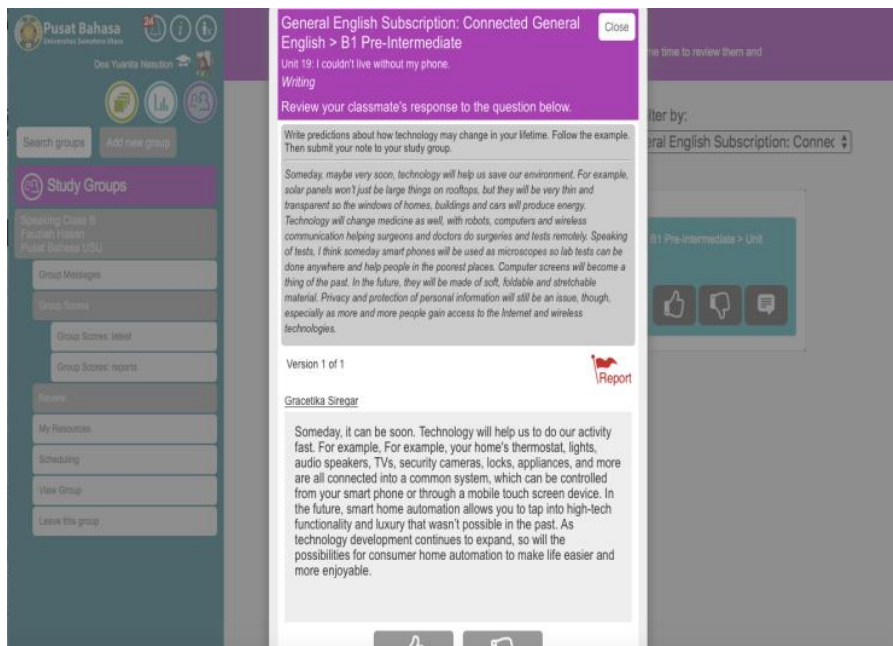 Pusat Bahasa
Universitas Sumatera Utara
24
Dea Yuanita Nasution
Search groups
Add new group
Study Groups
Speaking Class 5
Fauziah Hasan
Pusat Bahasa USU
Group Messages
Group Scores
Group Scores: latest
Group Scores: reports
Review
My Resources
Scheduling
View Group
Leave this group
General English Subscription: Connected General
English > B1 Pre-Intermediate
Close
Unit 19: I couldn't live without my phone.
Writing
Review your classmate's response to the question below.
Write predictions about how technology may change in your lifetime. Follow the example.
Then submit your note to your study group.
Someday, maybe very soon, technology will help us save our environment. For example,
solar panels won't just be large things on rooftops, but they will be very thin and
transparent so the windows of homes, buildings and cars will produce energy.
Technology will change medicine as well, with robots, computers and wireless
communication helping surgeons and doctors do surgeries and tests remotely. Speaking
of tests, I think someday smart phones will be used as microscopes so lab tests can be
done anywhere and help people in the poorest places. Computer screens will become a
thing of the past. In the future, they will be made of soft, foldable and stretchable
material. Privacy and protection of personal information will still be an issue, though,
especially as more and more people gain access to the Internet and wireless
technologies.
Version 1 of 1
Report
Gracetika Siregar
Someday, it can be soon. Technology will help us to do our activity
fast. For example, For example, your home's thermostat, lights,
audio speakers, TVs, security cameras, locks, appliances, and more
are all connected into a common system, which can be controlled
from your smart phone or through a mobile touch screen device. In
the future, smart home automation allows you to tap into high-tech
functionality and luxury that wasn't possible in the past. As
technology development continues to expand, so will the
possibilities for consumer home automation to make life easier and
more enjoyable.
me time to review them and
lter by:
eral English Subscription: Connec
B1 Pre-Intermediate > Unit